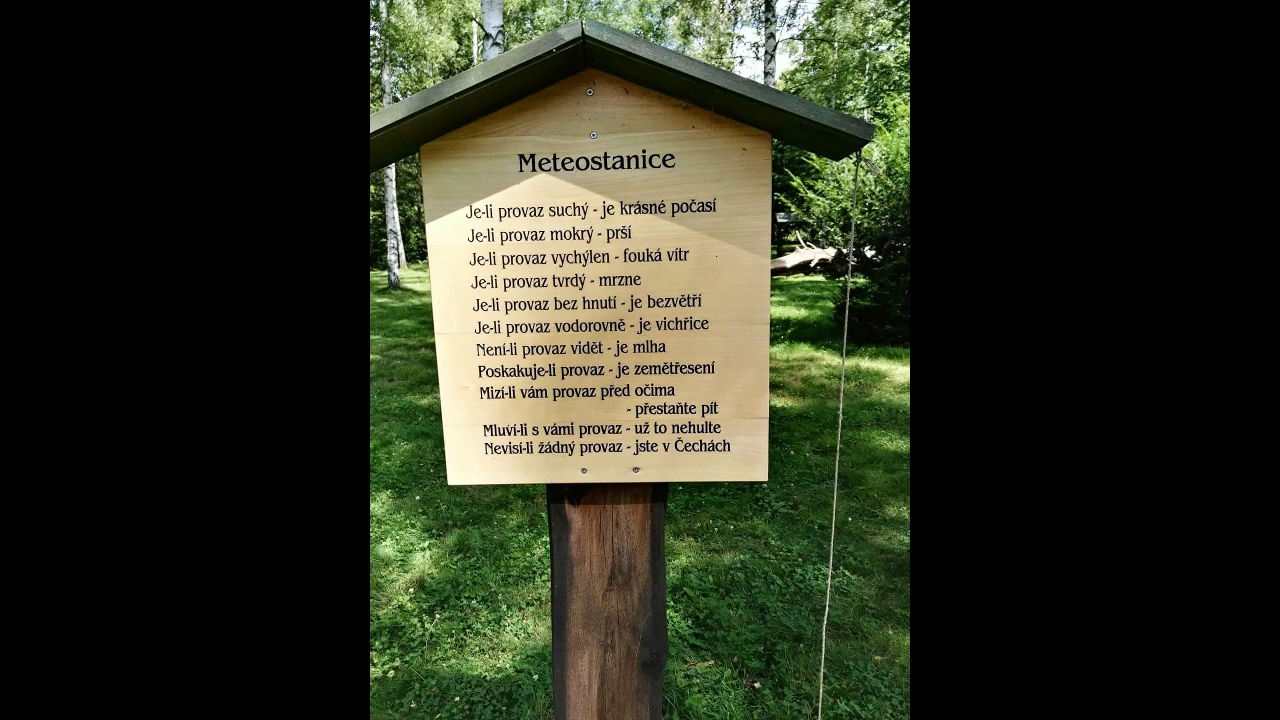 Meteostanice
Je-li provaz suchý - je krásné počasí
Je-li provaz mokrý - prší
Je-li provaz vychýlen - fouká vítr
Je-li provaz tvrdý - mrzne
Je-li provaz bez hnutí - je bezvětří
Je-li provaz vodorovně - je vichřice
Není-li provaz vidět - je mlha
Poskakuje-li provaz - je zemětřesení
Mizí-li vám provaz před očima
- přestaňte pít
Mluví-li s vámi provaz - už to nehulte
Nevisí-li žádný provaz - jste v Čechách